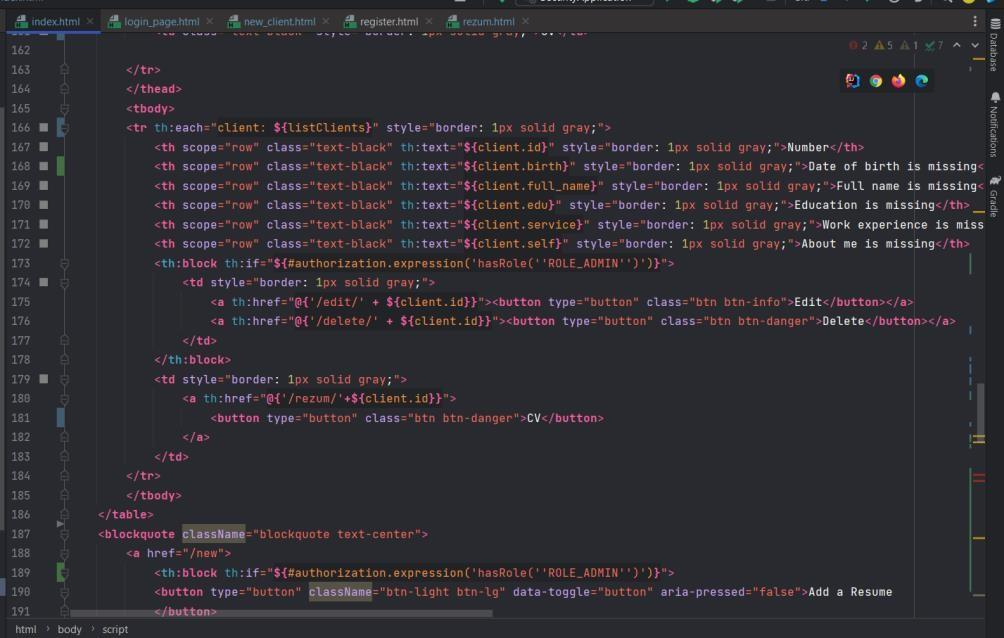 index.html login_page.html new_client.html register.html rezum.html
2 5 1 7
Database
Notifications
Gradle
162
163 </tr>
164 </thead>
165 <tbody>
166 <tr th:each="client: ${listClients}" style="border: 1px solid gray;">
167 <th scope="row" class="text-black" th:text="${client.id}" style="border: 1px solid gray;">Number</th>
168 <th scope="row" class="text-black" th:text="${client.birth}" style="border: 1px solid gray;">Date of birth is missing<
169 <th scope="row" class="text-black" th:text="${client.full_name}" style="border: 1px solid gray;">Full name is missing<
170 <th scope="row" class="text-black" th:text="${client.edu}" style="border: 1px solid gray;">Education is missing</th>
171 <th scope="row" class="text-black" th:text="${client.service}" style="border: 1px solid gray;">Work experience is miss
172 <th scope="row" class="text-black" th:text="${client.self}" style="border: 1px solid gray;">About me is missing</th>
173 <th:block th:if="${#authorization.expression('hasRole(''ROLE_ADMIN'')')}">
174 <td style="border: 1px solid gray;">
175 <a th:href="@{'/edit/' + ${client.id}}"><button type="button" class="btn btn-info">Edit</button></a>
176 <a th:href="@{'/delete/' + ${client.id}}"><button type="button" class="btn btn-danger">Delete</button></a>
177 </td>
178 </th:block>
179 <td style="border: 1px solid gray;">
180 <a th:href="@{'/rezum/'+${client.id}}">
181 <button type="button" class="btn btn-danger">CV</button>
182 </a>
183 </td>
184 </tr>
185 </tbody>
186 </table>
187 <blockquote className="blockquote text-center">
188 <a href="/new">
189 <th:block th:if="${#authorization.expression('hasRole(''ROLE_ADMIN'')')}">
190 <button type="button" className="btn-light btn-lg" data-toggle="button" aria-pressed="false">Add a Resume
191 </button>
html › body › script